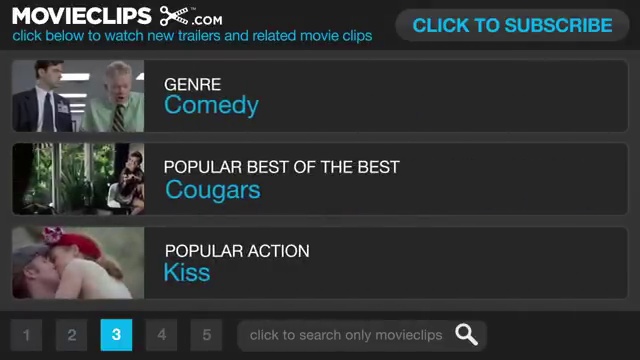 MOVIECLIPS .COM
click below to watch new trailers and related movie clips
CLICK TO SUBSCRIBE
GENRE
Comedy
POPULAR BEST OF THE BEST
Cougars
POPULAR ACTION
Kiss
1 2 3 4 5
click to search only movieclips